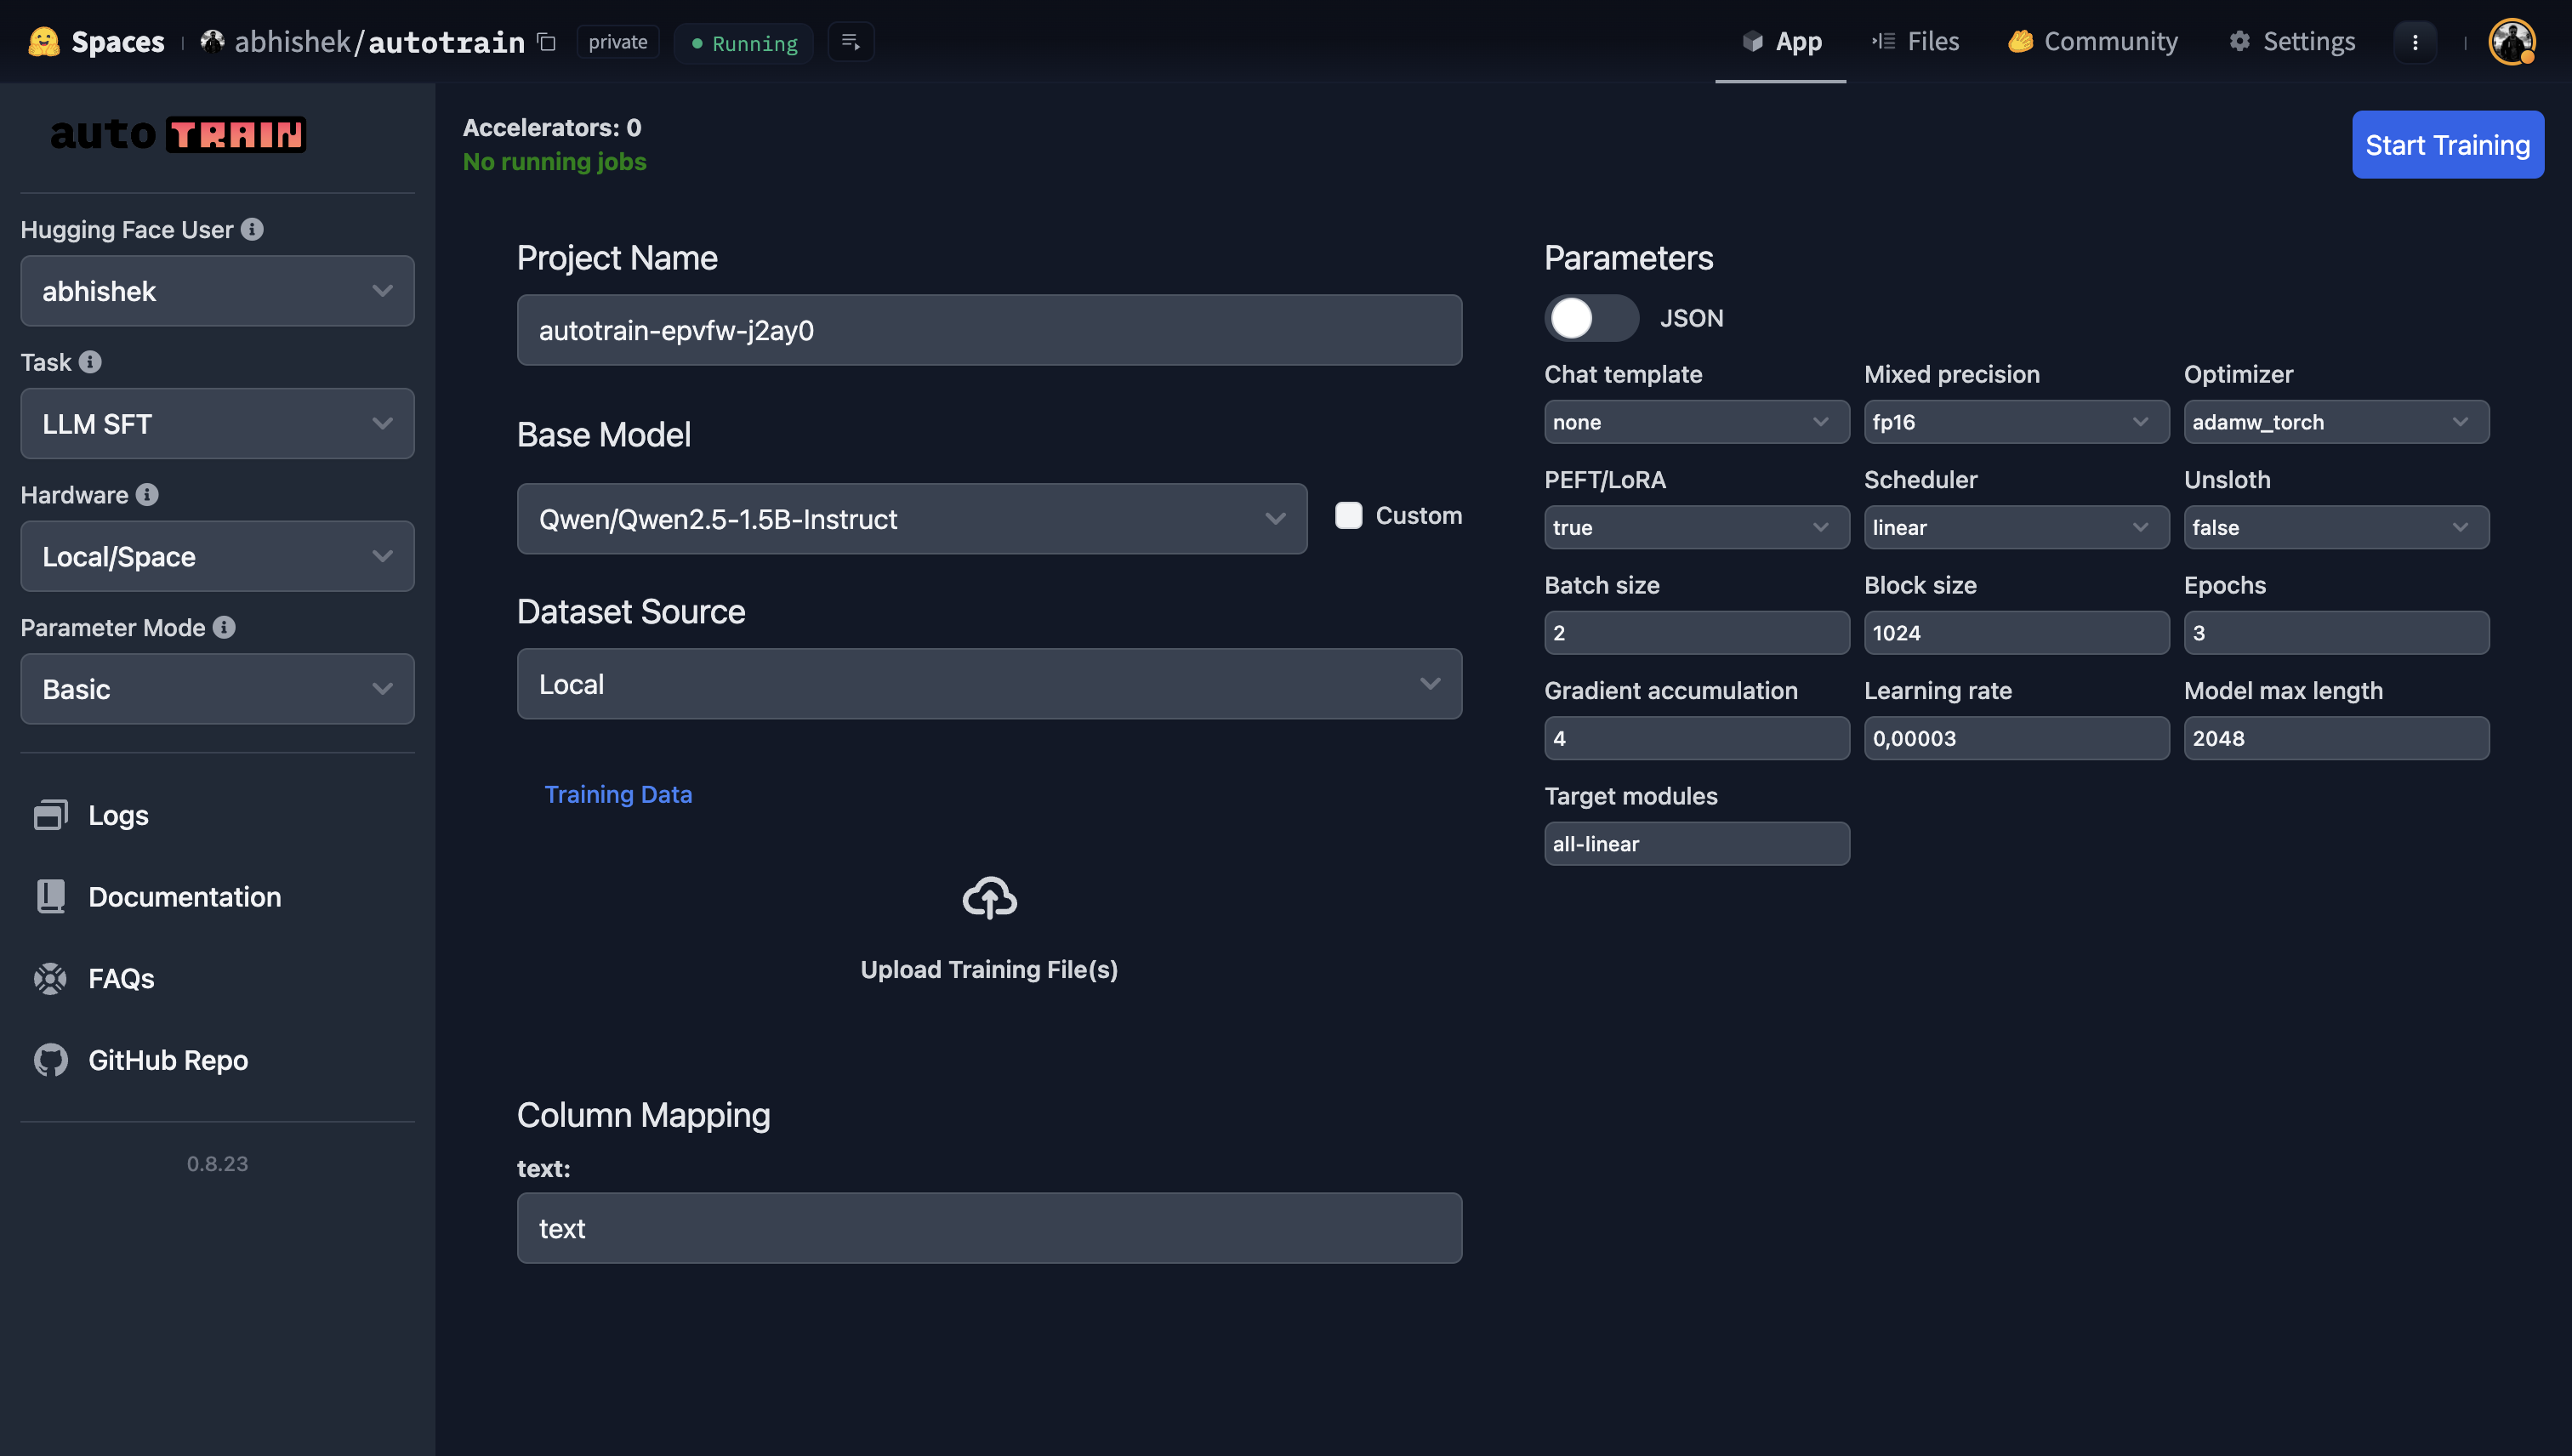 Spaces
abhishek/autotrain
private
Running
App
Files
Community
Settings
autoTRAIN
Hugging Face User
abhishek
Task
LLM SFT
Hardware
Local/Space
Parameter Mode
Basic
Logs
Documentation
FAQs
GitHub Repo
0.8.23
Accelerators: 0
No running jobs
Start Training
Project Name
autotrain-epvfw-j2ay0
Base Model
Qwen/Qwen2.5-1.5B-Instruct
Custom
Dataset Source
Local
Training Data
Upload Training File(s)
Column Mapping
text:
text
Parameters
JSON
Chat template Mixed precision Optimizer
none fp16 adamw_torch
PEFT/LoRA Scheduler Unsloth
true linear false
Batch size Block size Epochs
2 1024 3
Gradient accumulation Learning rate Model max length
4 0,00003 2048
Target modules
all-linear